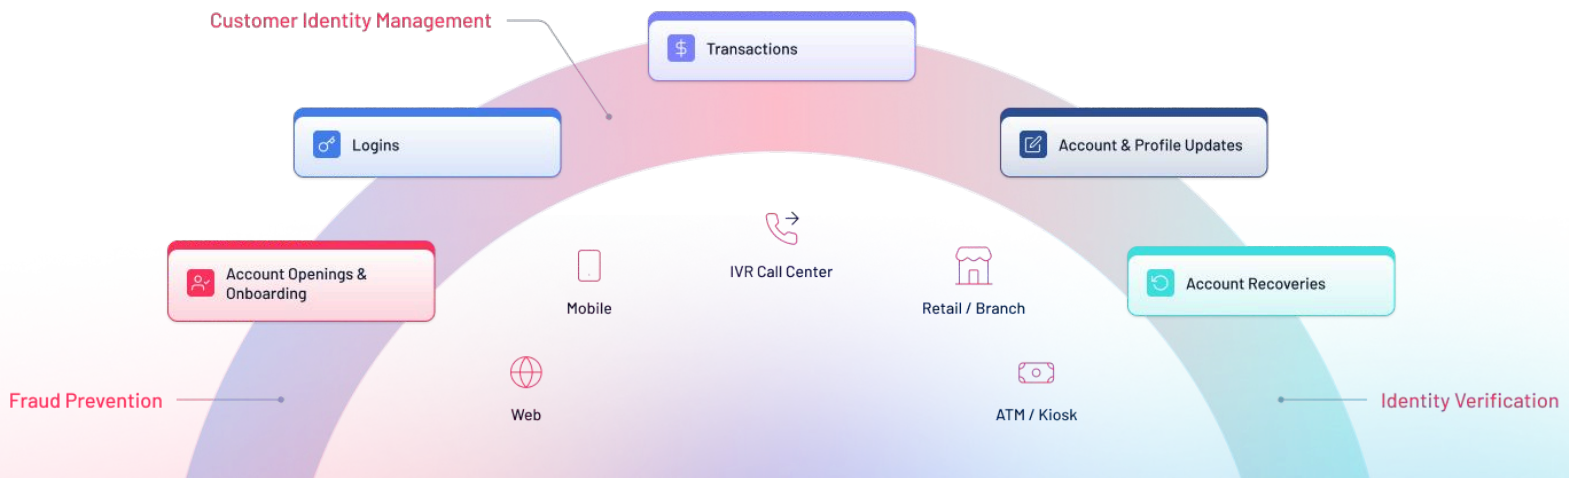 Customer Identity Management
Transactions
Logins
Account & Profile Updates
Account Openings &
Onboarding
IVR Call Center
Mobile
Retail / Branch
Account Recoveries
Fraud Prevention
Web
ATM / Kiosk
Identity Verification